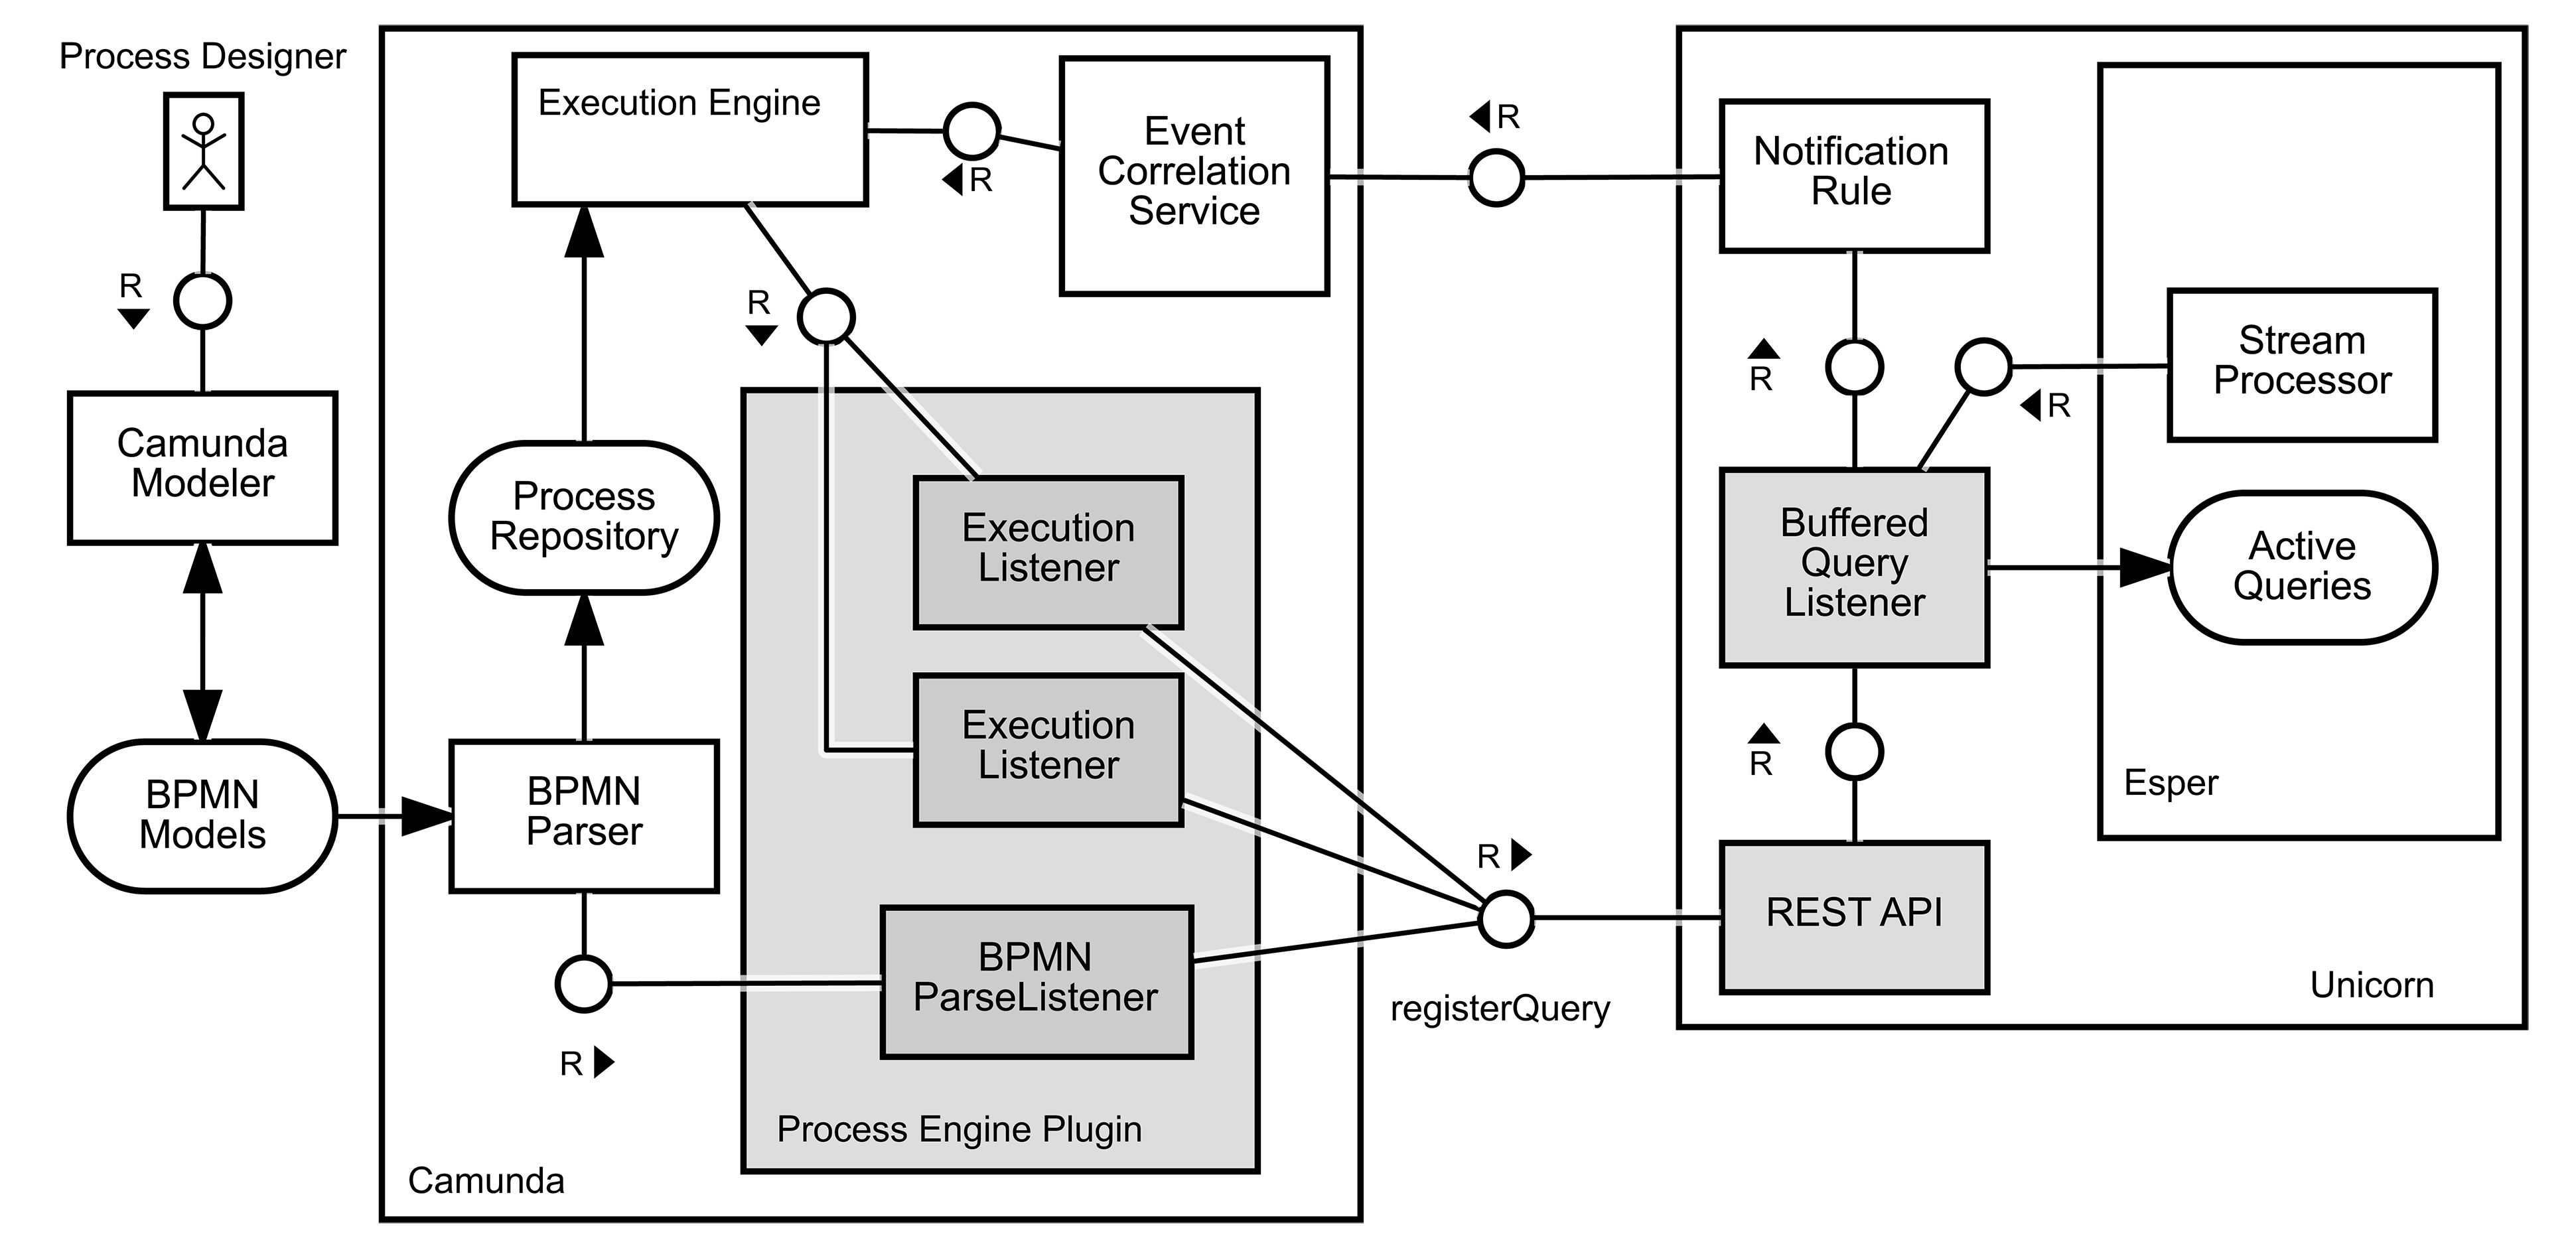 Process Designer
R
Camunda
Modeler
BPMN
Models
Execution Engine
R
Event
Correlation
Service
R
Process
Repository
BPMN
Parser
R
Execution
Listener
Execution
Listener
BPMN
ParseListener
Process Engine Plugin
Camunda
R
R
registerQuery
Notification
Rule
R
Stream
Processor
R
Buffered
Query
Listener
Active
Queries
R
Esper
REST API
Unicorn